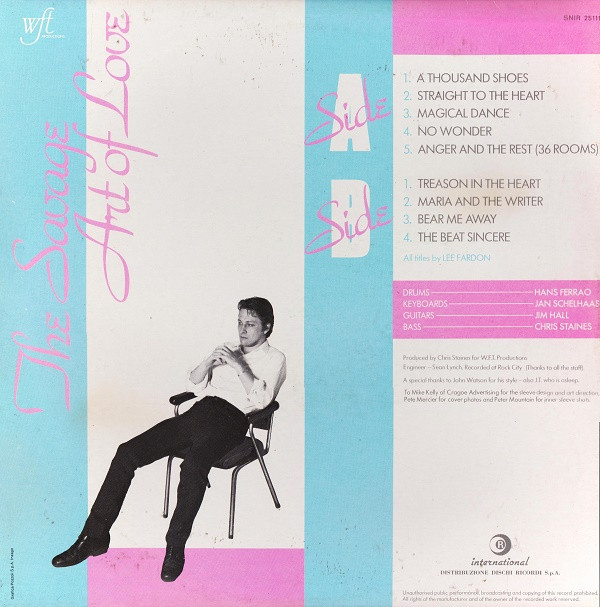 wft
PRODUCTIONS
SNIR 25111
The Savage
Art of Love
Side A
1. A THOUSAND SHOES
2. STRAIGHT TO THE HEART
3. MAGICAL DANCE
4. NO WONDER
5. ANGER AND THE REST (36 ROOMS)
Side B
1. TREASON IN THE HEART
2. MARIA AND THE WRITER
3. BEAR ME AWAY
4. THE BEAT SINCERE
All titles by LEE FARDON
DRUMS HANS FERRAO
KEYBOARDS JAN SCHELHAAS
GUITARS JIM HALL
BASS CHRIS STAINES
Produced by Chris Staines for W.F.T. Productions
Engineer – Sean Lynch. Recorded at Rock City. (Thanks to all the staff)
A special thanks to John Watson for his style – also J.T. who is asleep.
To Mike Kelly of Cragoe Advertising for the sleeve design and art direction.
Pete Mercier for cover photos and Peter Mountain for inner sleeve shots.
R
international
DISTRIBUZIONE DISCHI RICORDI S.p.A.
Unauthorised public performance, broadcasting and copying of this record prohibited.
All rights of the manufacturers and of the owner of the recorded work reserved.